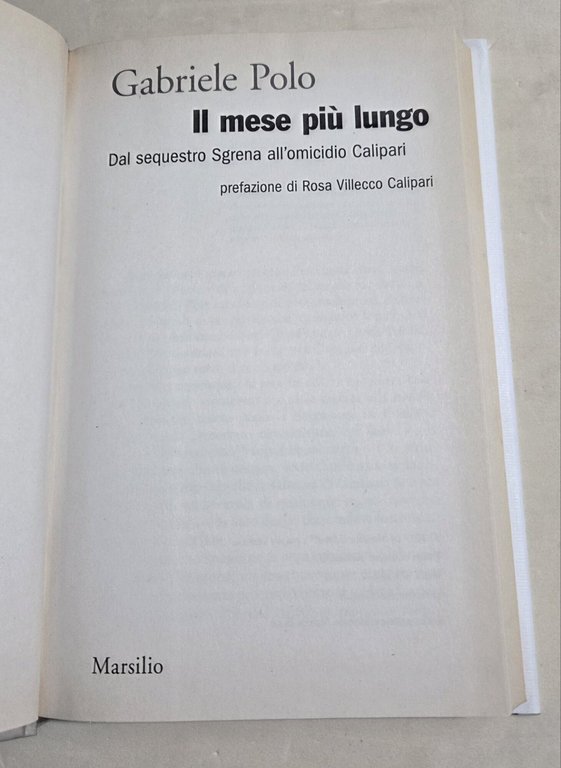 Gabriele Polo
Il mese più lungo
Dal sequestro Sgrena all'omicidio Calipari
prefazione di Rosa Villecco Calipari
Marsilio